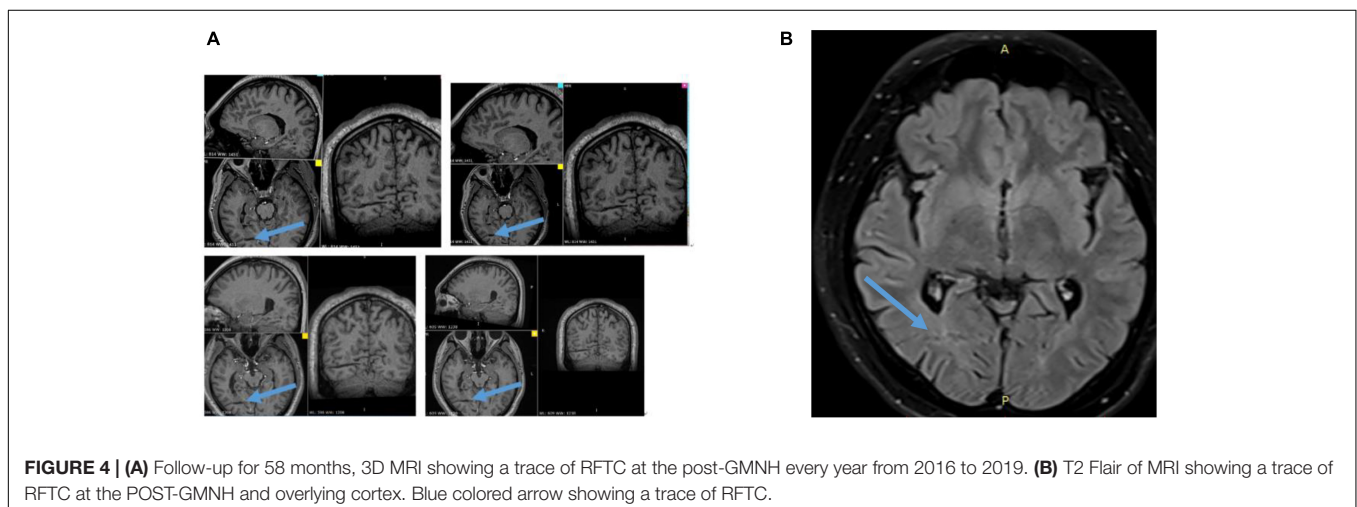 A
B
A
P
FIGURE 4 | (A) Follow-up for 58 months, 3D MRI showing a trace of RFTC at the post-GMNH every year from 2016 to 2019. (B) T2 Flair of MRI showing a trace of
RFTC at the POST-GMNH and overlying cortex. Blue colored arrow showing a trace of RFTC.